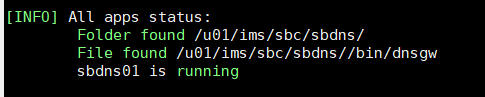 [INFO] All apps status:
Folder found /u01/ims/sbc/sbdns/
File found /u01/ims/sbc/sbdns//bin/dnsgw
sbdns01 is running